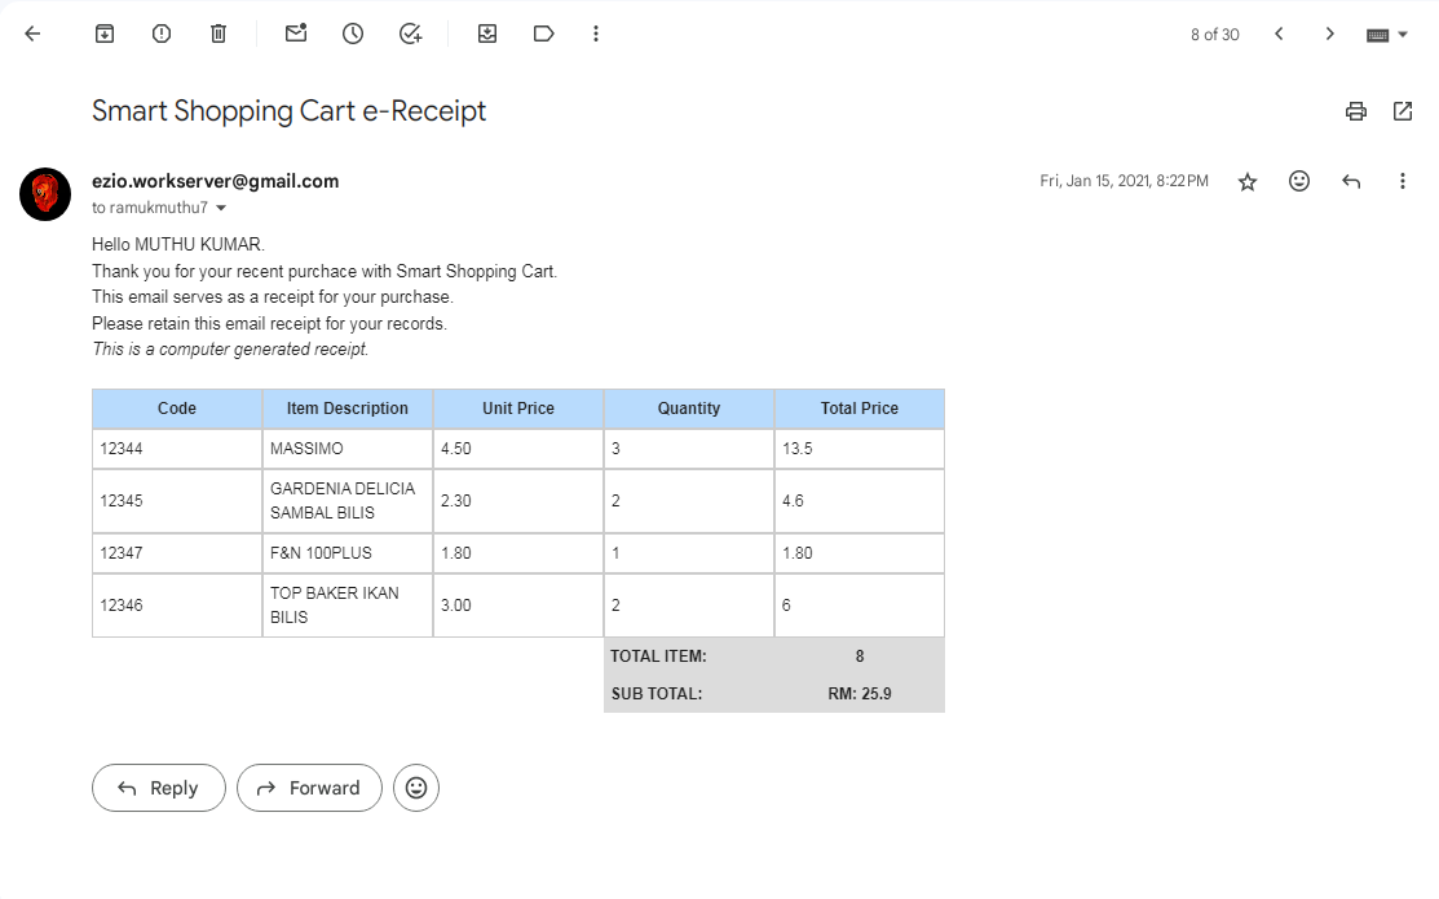 8 of 30
Smart Shopping Cart e-Receipt
ezio.workserver@gmail.com
Fri, Jan 15, 2021, 8:22 PM
to ramukmuthu7
Hello MUTHU KUMAR.
Thank you for your recent purchace with Smart Shopping Cart.
This email serves as a receipt for your purchase.
Please retain this email receipt for your records.
This is a computer generated receipt.
Code Item Description Unit Price Quantity Total Price
12344 MASSIMO 4.50 3 13.5
12345 GARDENIA DELICIA SAMBAL BILIS 2.30 2 4.6
12347 F&N 100PLUS 1.80 1 1.80
12346 TOP BAKER IKAN BILIS 3.00 2 6
TOTAL ITEM: 8
SUB TOTAL: RM: 25.9
Reply Forward